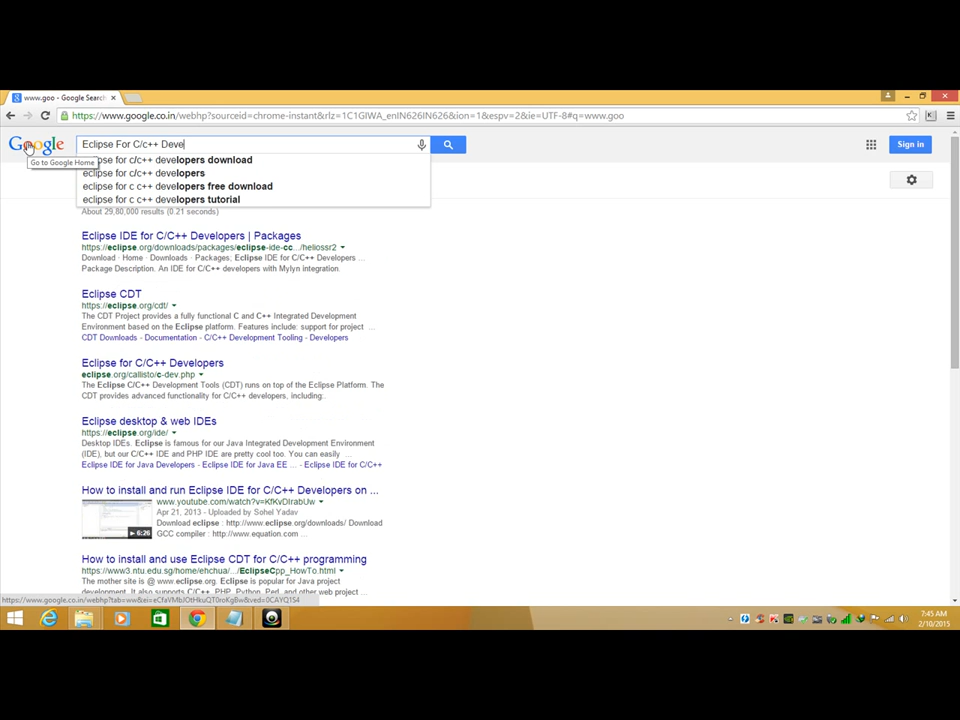 www.goo - Google Search
https://www.google.co.in/webhp?sourceid=chrome-instant&rlz=1C1GIWA_enIN626IN626&ion=1&espv=2&ie=UTF-8#q=www.goo
Google
Eclipse For C/c++ Deve
Sign in
Go to Google Home
pse for c/c++ developers download
eclipse for c/c++ developers
eclipse for c c++ developers free download
eclipse for c c++ developers tutorial
About 29,80,000 results (0.21 seconds)
Eclipse IDE for C/C++ Developers | Packages
https://eclipse.org/downloads/packages/eclipse-ide-cc.../heliossr2
Download · Home · Downloads · Packages; Eclipse IDE for C/C++ Developers ...
Package Description. An IDE for C/C++ developers with Mylyn integration.
Eclipse CDT
https://eclipse.org/cdt/
The CDT Project provides a fully functional C and C++ Integrated Development
Environment based on the Eclipse platform. Features include: support for project ...
CDT Downloads - Documentation - C/C++ Development Tooling - Developers
Eclipse for C/C++ Developers
eclipse.org/callisto/c-dev.php
The Eclipse C/C++ Development Tools (CDT) runs on top of the Eclipse Platform. The
CDT provides advanced functionality for C/C++ developers, including:.
Eclipse desktop & web IDEs
https://eclipse.org/ide/
Desktop IDEs. Eclipse is famous for our Java Integrated Development Environment
(IDE), but our C/C++ IDE and PHP IDE are pretty cool too. You can easily ...
Eclipse IDE for Java Developers - Eclipse IDE for Java EE ... - Eclipse IDE for C/C++
How to install and run Eclipse IDE for C/C++ Developers on ...
www.youtube.com/watch?v=KfKvDIrabUw
Apr 21, 2013 - Uploaded by Sohel Yadav
Download eclipse : http://www.eclipse.org/downloads/ Download
GCC compiler : http://www.equation.com ...
6:26
How to install and use Eclipse CDT for C/C++ programming
https://www3.ntu.edu.sg/home/ehchua/.../EclipseCpp_HowTo.html
The mother site is @ www.eclipse.org. Eclipse is popular for Java project
development. It also supports C/C++, PHP, Python, Perl, and other web project
7:45 AM
2/10/2015